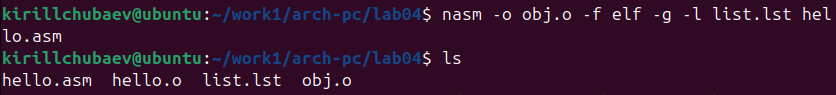 kirillchubaev@ubuntu:~/work1/arch-pc/lab04$ nasm -o obj.o -f elf -g -l list.lst hel
lo.asm
kirillchubaev@ubuntu:~/work1/arch-pc/lab04$ ls
hello.asm  hello.o  list.lst  obj.o